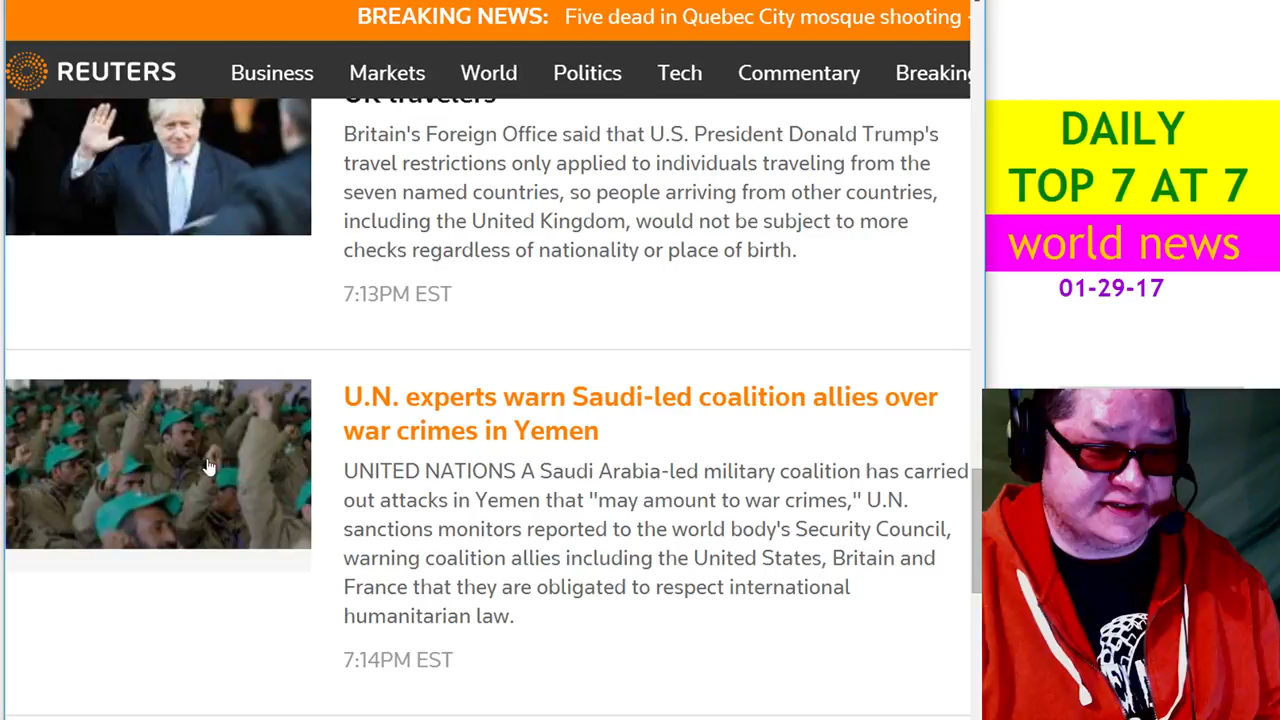 BREAKING NEWS: Five dead in Quebec City mosque shooting -
REUTERS Business Markets World Politics Tech Commentary Breaking
UK travelers
Britain's Foreign Office said that U.S. President Donald Trump's
travel restrictions only applied to individuals traveling from the
seven named countries, so people arriving from other countries,
including the United Kingdom, would not be subject to more
checks regardless of nationality or place of birth.
7:13PM EST
U.N. experts warn Saudi-led coalition allies over
war crimes in Yemen
UNITED NATIONS A Saudi Arabia-led military coalition has carried
out attacks in Yemen that "may amount to war crimes," U.N.
sanctions monitors reported to the world body's Security Council,
warning coalition allies including the United States, Britain and
France that they are obligated to respect international
humanitarian law.
7:14PM EST
DAILY
TOP 7 AT 7
world news
01-29-17